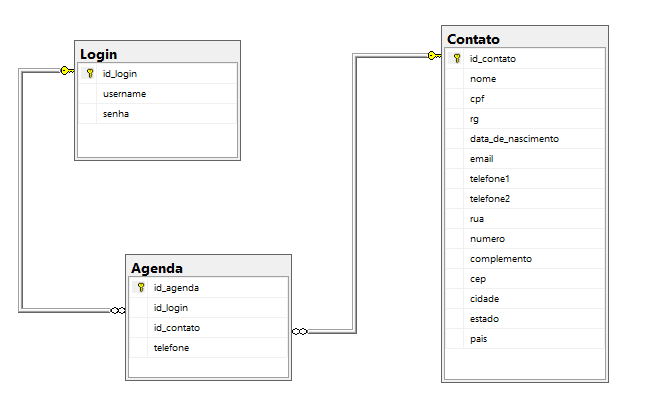 Login
id_login
username
senha
Agenda
id_agenda
id_login
id_contato
telefone
Contato
id_contato
nome
cpf
rg
data_de_nascimento
email
telefone1
telefone2
rua
numero
complemento
cep
cidade
estado
pais